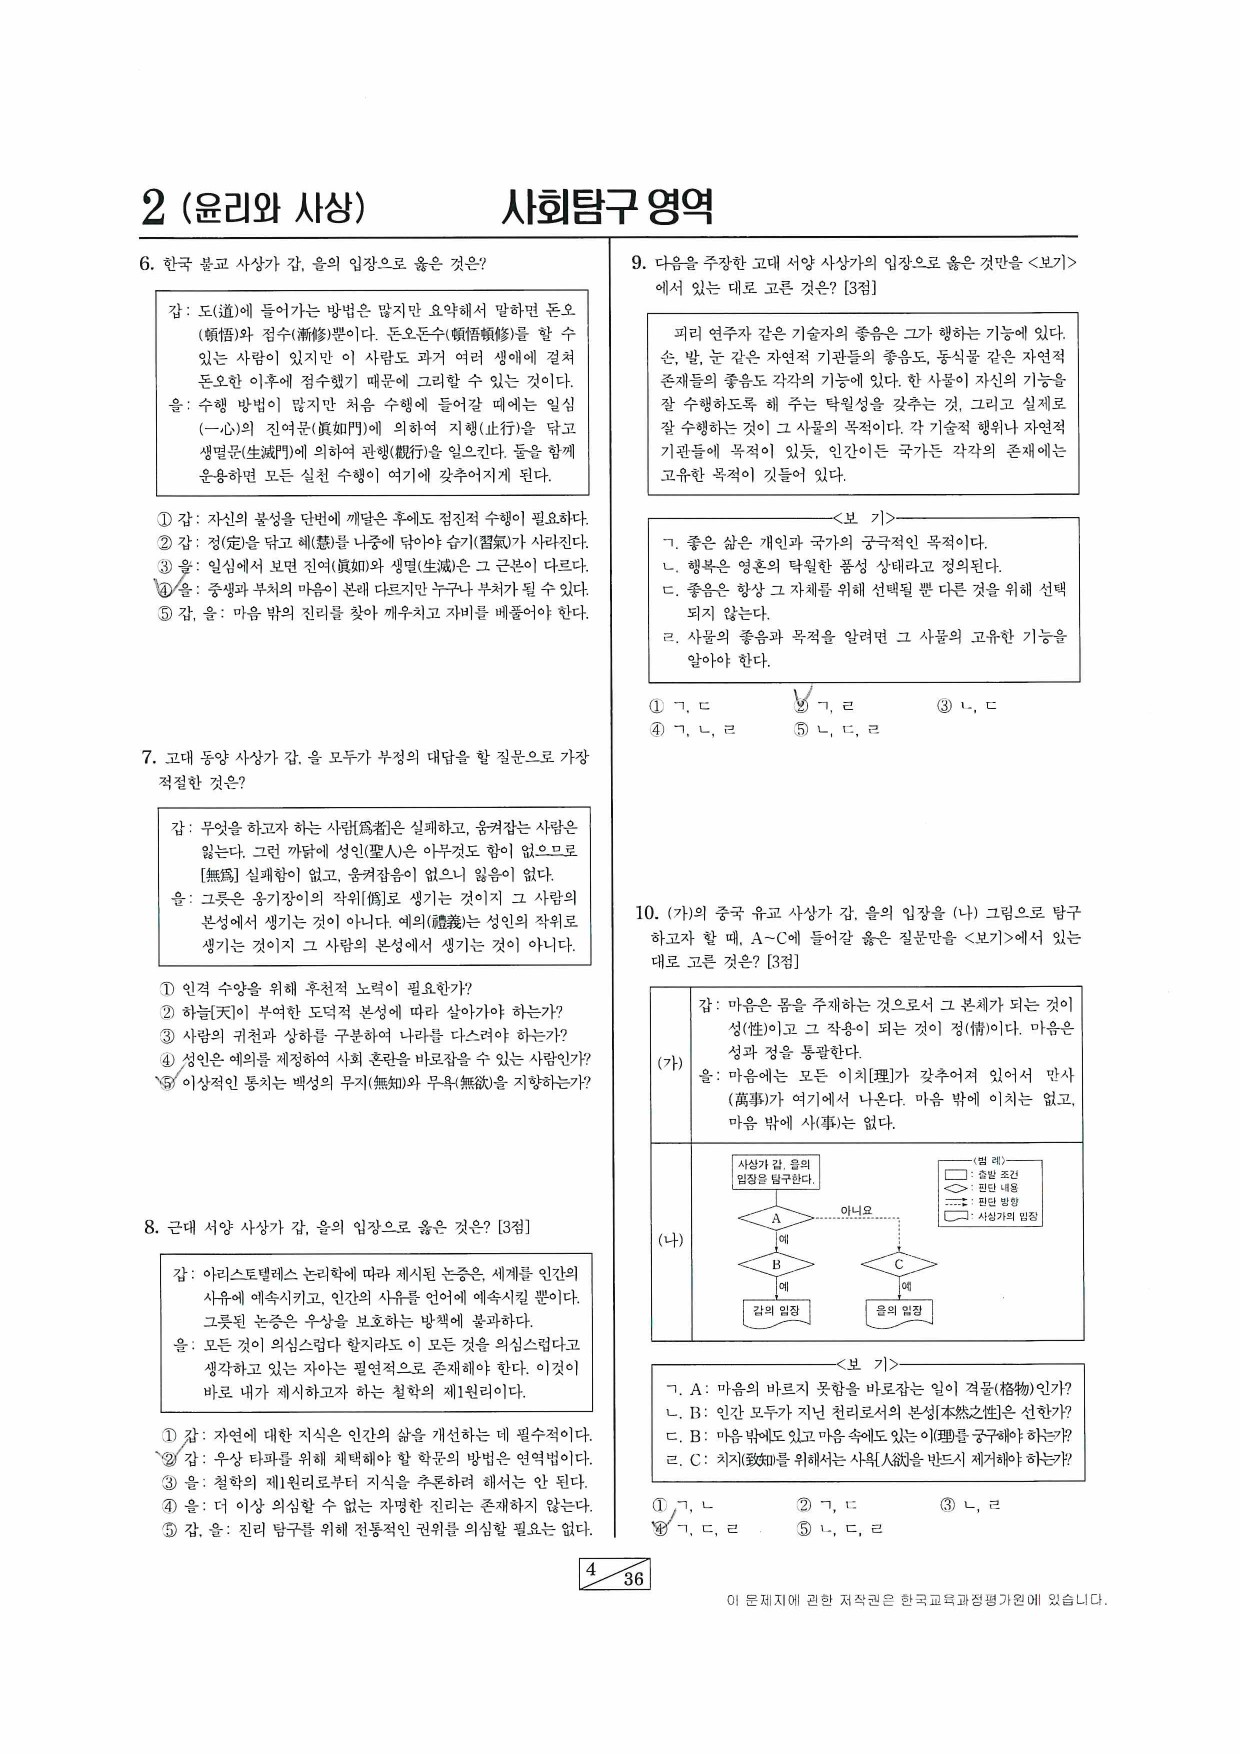 2 (윤리와 사상) 사회탐구 영역
6. 한국 불교 사상가 갑, 을의 입장으로 옳은 것은?
갑: 도(道)에 들어가는 방법은 많지만 요약해서 말하면 돈오
(頓悟)와 점수(漸修)뿐이다. 돈오돈수(頓悟頓修)를 할 수
있는 사람이 있지만 이 사람도 과거 여러 생애에 걸쳐
돈오한 이후에 점수했기 때문에 그리할 수 있는 것이다.
을: 수행 방법이 많지만 처음 수행에 들어갈 때에는 일심
(一心)의 진여문(眞如門)에 의하여 지행(止行)을 닦고
생멸문(生滅門)에 의하여 관행(觀行)을 일으킨다. 둘을 함께
운용하면 모든 실천 수행이 여기에 갖추어지게 된다.
① 갑: 자신의 불성을 단번에 깨달은 후에도 점진적 수행이 필요하다.
② 갑: 정(定)을 닦고 혜(慧)를 나중에 닦아야 습기(習氣)가 사라진다.
③ 을: 일심에서 보면 진여(眞如)와 생멸(生滅)은 그 근본이 다르다.
④ 을: 중생과 부처의 마음이 본래 다르지만 누구나 부처가 될 수 있다.
⑤ 갑, 을: 마음 밖의 진리를 찾아 깨우치고 자비를 베풀어야 한다.
7. 고대 동양 사상가 갑, 을 모두가 부정의 대답을 할 질문으로 가장
적절한 것은?
갑: 무엇을 하고자 하는 사람[爲者]은 실패하고, 움켜잡는 사람은
잃는다. 그런 까닭에 성인(聖人)은 아무것도 함이 없으므로
[無爲] 실패함이 없고, 움켜잡음이 없으니 잃음이 없다.
을: 그릇은 옹기장이의 작위[僞]로 생기는 것이지 그 사람의
본성에서 생기는 것이 아니다. 예의(禮義)는 성인의 작위로
생기는 것이지 그 사람의 본성에서 생기는 것이 아니다.
① 인격 수양을 위해 후천적 노력이 필요한가?
② 하늘[天]이 부여한 도덕적 본성에 따라 살아가야 하는가?
③ 사람의 귀천과 상하를 구분하여 나라를 다스려야 하는가?
④ 성인은 예의를 제정하여 사회 혼란을 바로잡을 수 있는 사람인가?
⑤ 이상적인 통치는 백성의 무지(無知)와 무욕(無欲)을 지향하는가?
8. 근대 서양 사상가 갑, 을의 입장으로 옳은 것은? [3점]
갑: 아리스토텔레스 논리학에 따라 제시된 논증은, 세계를 인간의
사유에 예속시키고, 인간의 사유를 언어에 예속시킬 뿐이다.
그릇된 논증은 우상을 보호하는 방책에 불과하다.
을: 모든 것이 의심스럽다 할지라도 이 모든 것을 의심스럽다고
생각하고 있는 자아는 필연적으로 존재해야 한다. 이것이
바로 내가 제시하고자 하는 철학의 제1원리이다.
① 갑: 자연에 대한 지식은 인간의 삶을 개선하는 데 필수적이다.
② 갑: 우상 타파를 위해 채택해야 할 학문의 방법은 연역법이다.
③ 을: 철학의 제1원리로부터 지식을 추론하려 해서는 안 된다.
④ 을: 더 이상 의심할 수 없는 자명한 진리는 존재하지 않는다.
⑤ 갑, 을: 진리 탐구를 위해 전통적인 권위를 의심할 필요는 없다.
9. 다음을 주장한 고대 서양 사상가의 입장으로 옳은 것만을 <보기>
에서 있는 대로 고른 것은? [3점]
피리 연주자 같은 기술자의 좋음은 그가 행하는 기능에 있다.
손, 발, 눈 같은 자연적 기관들의 좋음도, 동식물 같은 자연적
존재들의 좋음도 각각의 기능에 있다. 한 사물이 자신의 기능을
잘 수행하도록 해 주는 탁월성을 갖추는 것, 그리고 실제로
잘 수행하는 것이 그 사물의 목적이다. 각 기술적 행위나 자연적
기관들에 목적이 있듯, 인간이든 국가든 각각의 존재에는
고유한 목적이 깃들어 있다.
<보 기>
ㄱ. 좋은 삶은 개인과 국가의 궁극적인 목적이다.
ㄴ. 행복은 영혼의 탁월한 품성 상태라고 정의된다.
ㄷ. 좋음은 항상 그 자체를 위해 선택될 뿐 다른 것을 위해 선택
되지 않는다.
ㄹ. 사물의 좋음과 목적을 알려면 그 사물의 고유한 기능을
알아야 한다.
① ㄱ, ㄷ ② ㄱ, ㄹ ③ ㄴ, ㄷ
④ ㄱ, ㄴ, ㄹ ⑤ ㄴ, ㄷ, ㄹ
10. (가)의 중국 유교 사상가 갑, 을의 입장을 (나) 그림으로 탐구
하고자 할 때, A~C에 들어갈 옳은 질문만을 <보기>에서 있는
대로 고른 것은? [3점]
(가)
갑: 마음은 몸을 주재하는 것으로서 그 본체가 되는 것이
성(性)이고 그 작용이 되는 것이 정(情)이다. 마음은
성과 정을 통괄한다.
을: 마음에는 모든 이치[理]가 갖추어져 있어서 만사
(萬事)가 여기에서 나온다. 마음 밖에 이치는 없고,
마음 밖에 사(事)는 없다.
(나)
사상가 갑, 을의
입장을 탐구한다.
<범 례>
: 출발 조건
: 판단 내용
: 판단 방향
: 사상가의 입장
A 아니요
예
B C
예 예
갑의 입장 을의 입장
<보 기>
ㄱ. A: 마음의 바르지 못함을 바로잡는 일이 격물(格物)인가?
ㄴ. B: 인간 모두가 지닌 천리로서의 본성[本然之性]은 선한가?
ㄷ. B: 마음 밖에도 있고 마음 속에도 있는 이(理)를 궁구해야 하는가?
ㄹ. C: 치지(致知)를 위해서는 사욕[人欲]을 반드시 제거해야 하는가?
① ㄱ, ㄴ ② ㄱ, ㄷ ③ ㄴ, ㄹ
④ ㄱ, ㄷ, ㄹ ⑤ ㄴ, ㄷ, ㄹ
4 36
이 문제지에 관한 저작권은 한국교육과정평가원에 있습니다.